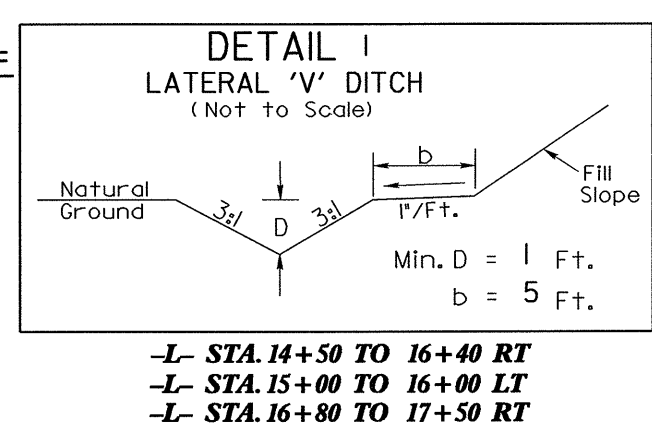 DETAIL 1
LATERAL 'V' DITCH
(Not to Scale)
b
Natural
Ground
3:1
D
3:1
1"/Ft.
Fill
Slope
Min. D = 1 Ft.
b = 5 Ft.
-L- STA. 14+50 TO 16+40 RT
-L- STA. 15+00 TO 16+00 LT
-L- STA. 16+80 TO 17+50 RT